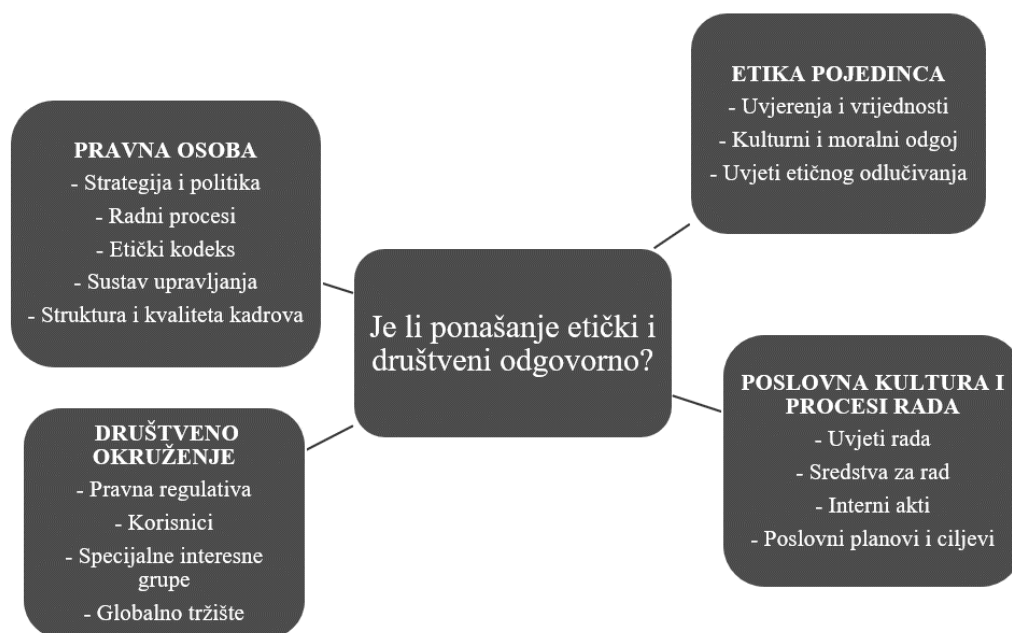 ETIKA POJEDINCA
- Uvjerenja i vrijednosti
- Kulturni i moralni odgoj
- Uvjeti etičnog odlučivanja
PRAVNA OSOBA
- Strategija i politika
- Radni procesi
- Etički kodeks
- Sustav upravljanja
- Struktura i kvaliteta kadrova
Je li ponašanje etički i
društveni odgovorno?
POSLOVNA KULTURA I
PROCESI RADA
- Uvjeti rada
- Sredstva za rad
- Interni akti
- Poslovni planovi i ciljevi
DRUŠTVENO
OKRUŽENJE
- Pravna regulativa
- Korisnici
- Specijalne interesne
grupe
- Globalno tržište